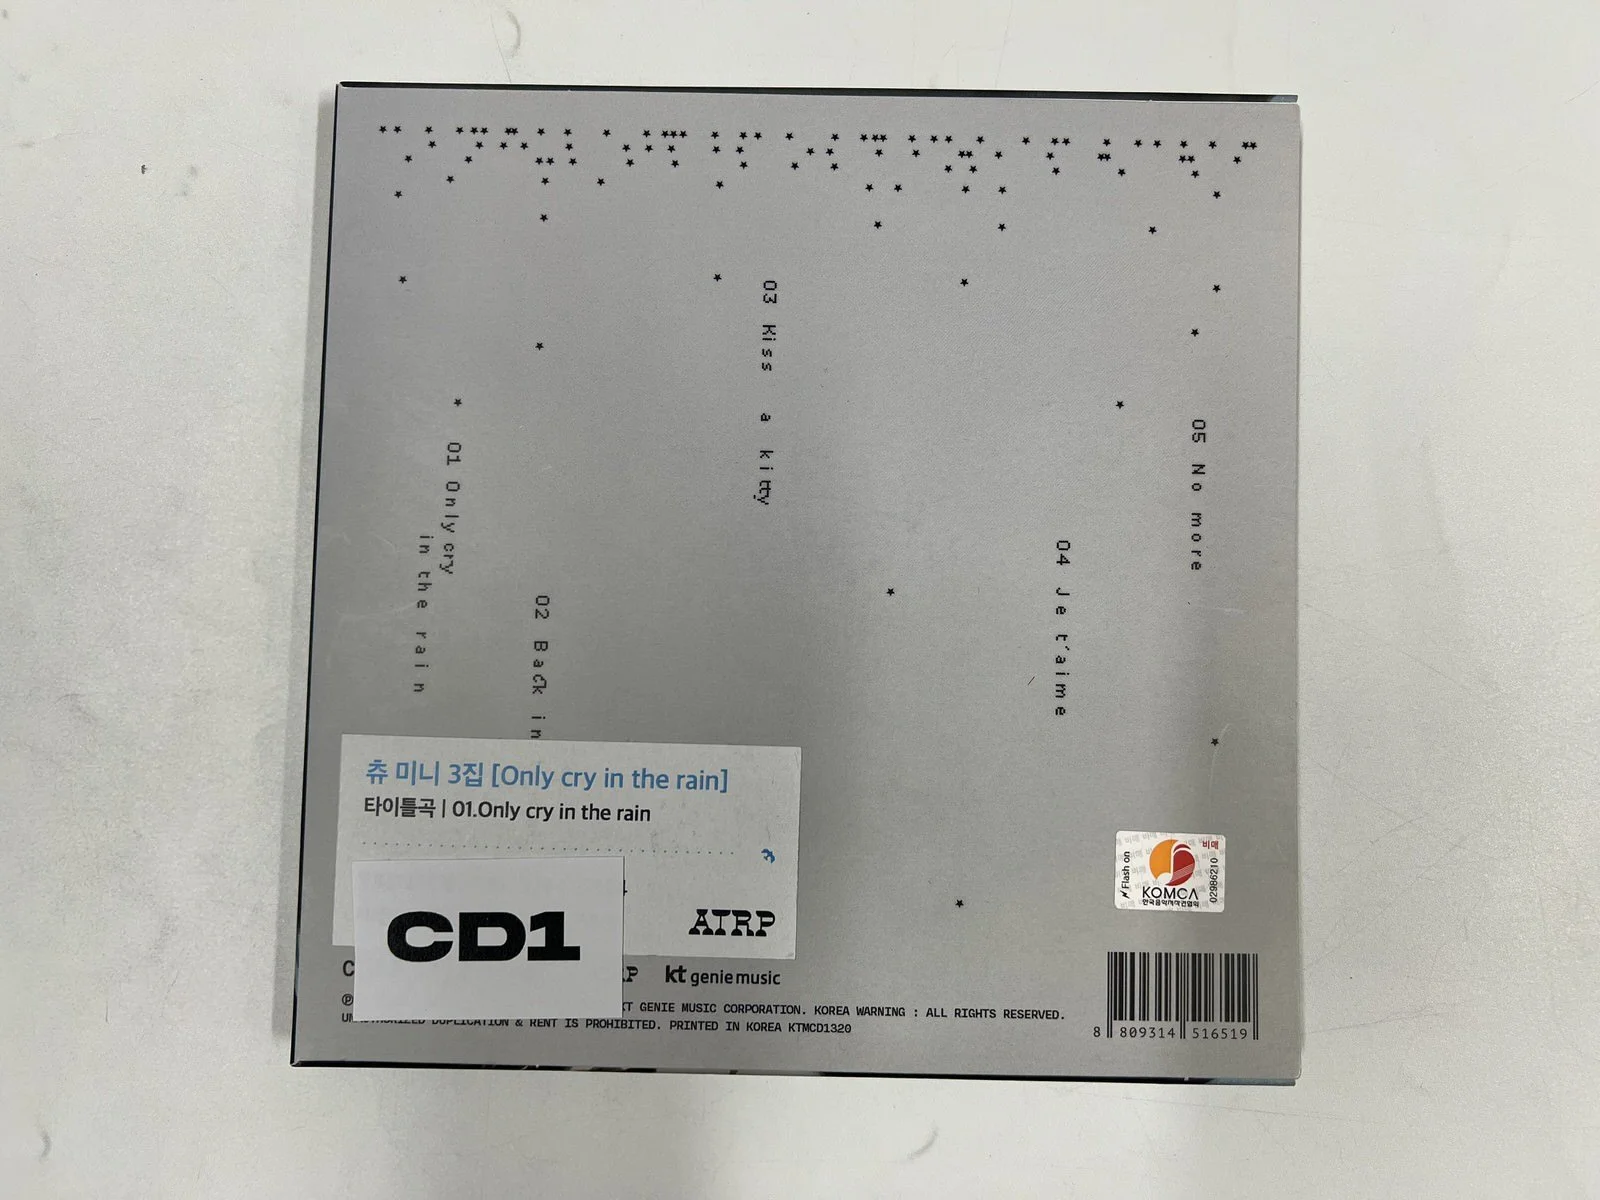 01 Only cry
in the rain
02 Back in
03 Kiss a kitty
04 Je t'aime
05 No more
츄 미니 3집 [Only cry in the rain]
타이틀곡 | 01.Only cry in the rain
ATRP
CD1
kt genie music
KT GENIE MUSIC CORPORATION. KOREA WARNING : ALL RIGHTS RESERVED.
UNAUTHORIZED DUPLICATION & RENT IS PROHIBITED. PRINTED IN KOREA KTMCD1320
Flash on
비매
KOMCA
한국음악저작권협회
02986210
8 809314 516519